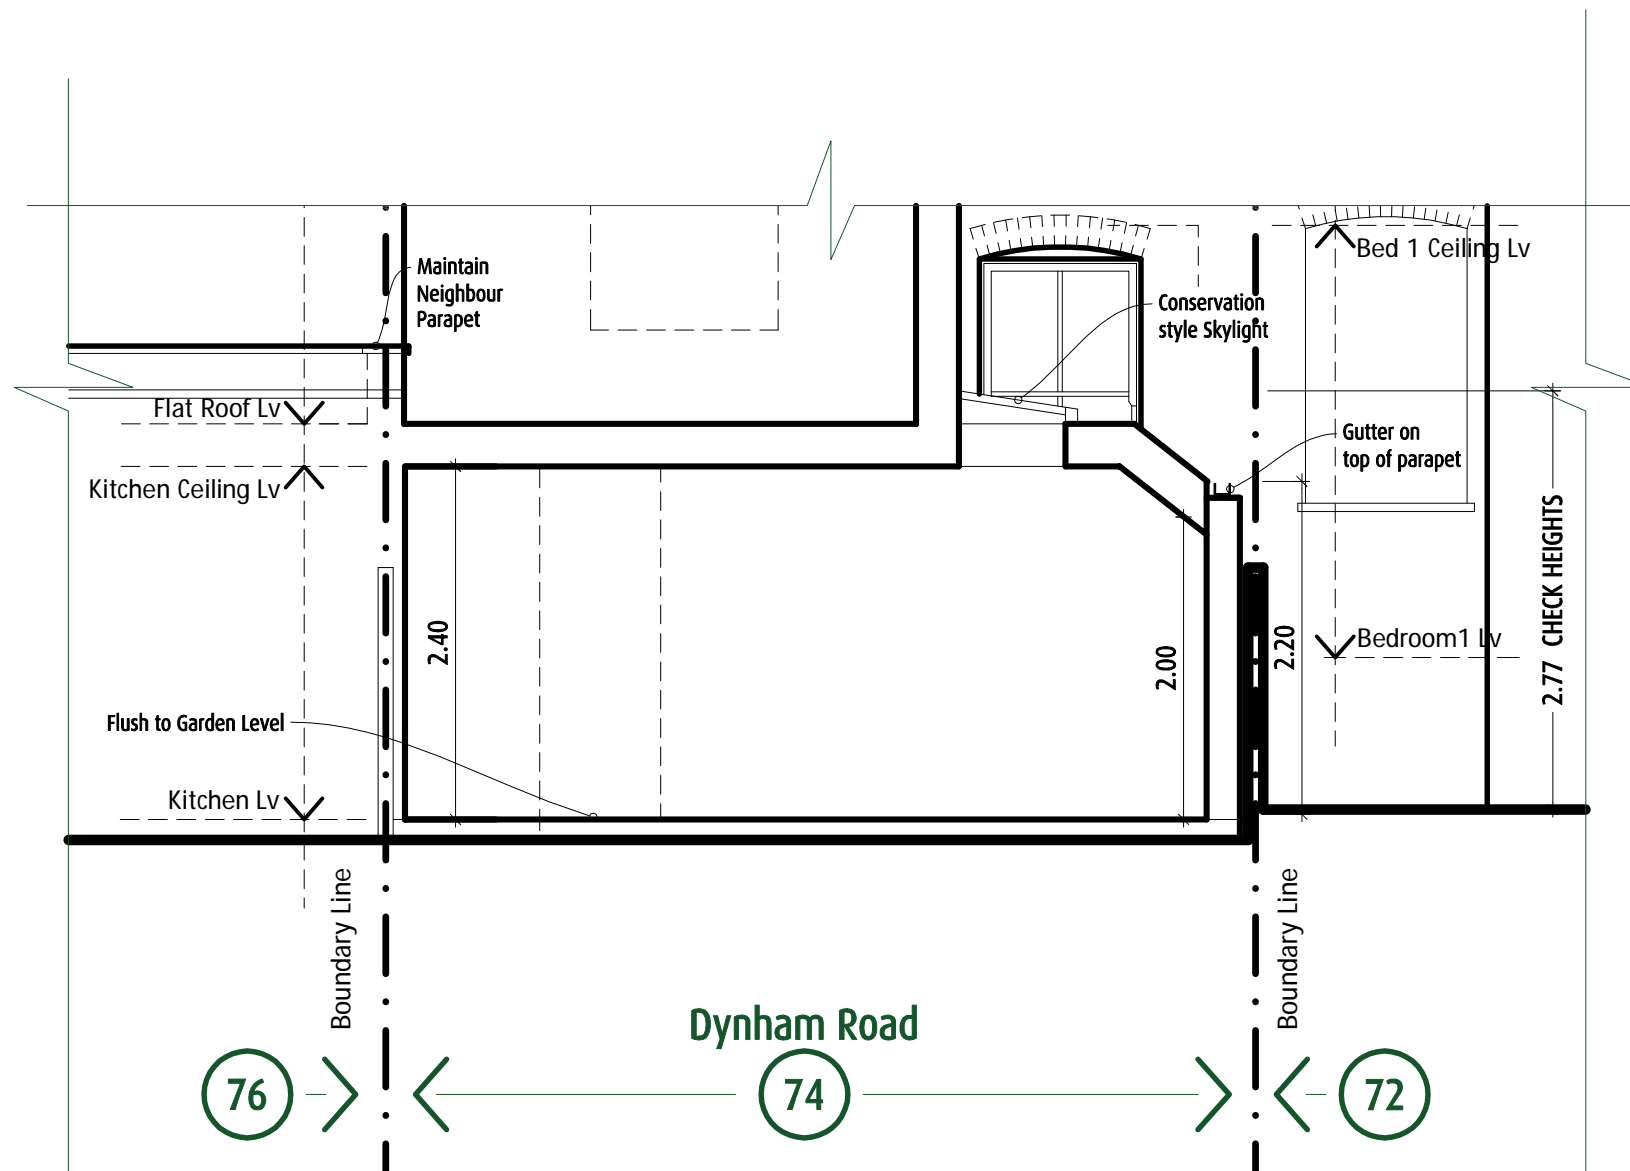 Maintain
Neighbour
Parapet
Bed 1 Ceiling Lv
Conservation
style Skylight
Flat Roof Lv
Gutter on
top of parapet
Kitchen Ceiling Lv
2.40
2.00
2.20
2.77 CHECK HEIGHTS
Bedroom1 Lv
Flush to Garden Level
Kitchen Lv
Boundary Line
Boundary Line
Dynham Road
76
74
72